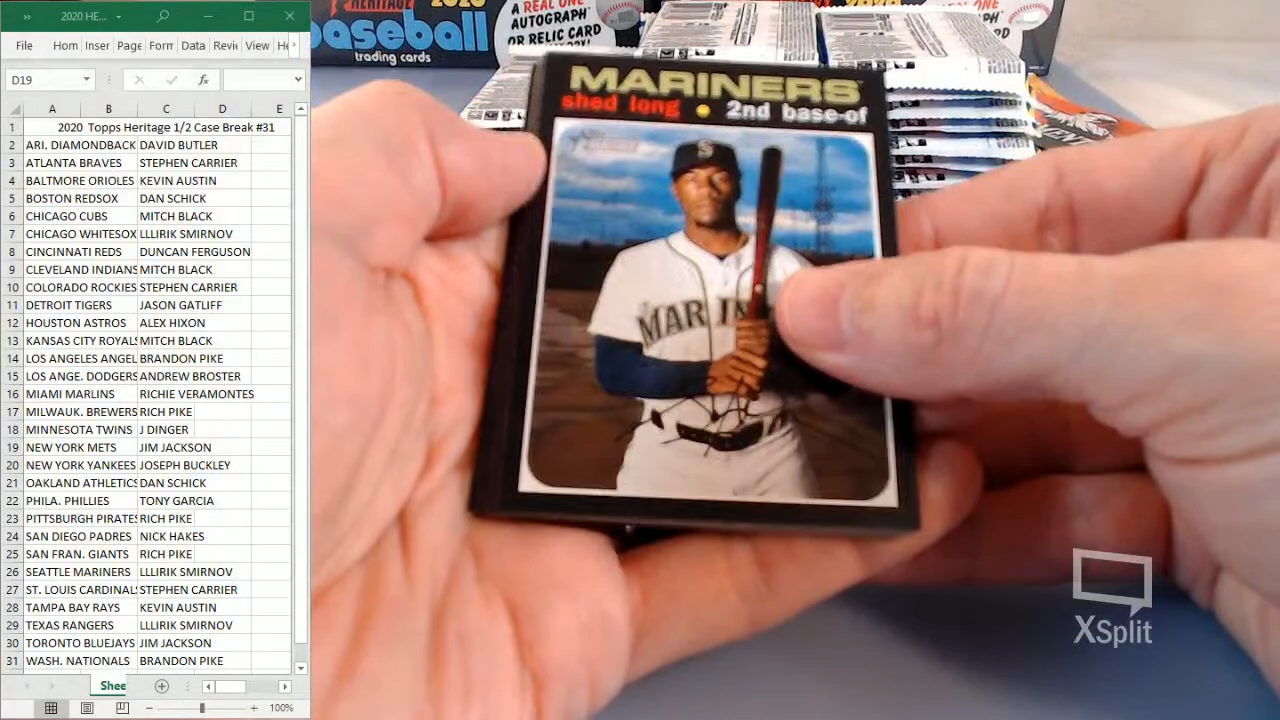 2020 HE...
File Hom Inser Page Form Data Revi View He
D19
fx
A B C D E
1 2020 Topps Heritage 1/2 Case Break #31
2 ARI. DIAMONDBACK DAVID BUTLER
3 ATLANTA BRAVES STEPHEN CARRIER
4 BALTMORE ORIOLES KEVIN AUSTIN
5 BOSTON REDSOX DAN SCHICK
6 CHICAGO CUBS MITCH BLACK
7 CHICAGO WHITESOX LLLIRIK SMIRNOV
8 CINCINNATI REDS DUNCAN FERGUSON
9 CLEVELAND INDIANS MITCH BLACK
10 COLORADO ROCKIES STEPHEN CARRIER
11 DETROIT TIGERS JASON GATLIFF
12 HOUSTON ASTROS ALEX HIXON
13 KANSAS CITY ROYALS MITCH BLACK
14 LOS ANGELES ANGEL BRANDON PIKE
15 LOS ANGE. DODGERS ANDREW BROSTER
16 MIAMI MARLINS RICHIE VERAMONTES
17 MILWAUK. BREWERS RICH PIKE
18 MINNESOTA TWINS J DINGER
19 NEW YORK METS JIM JACKSON
20 NEW YORK YANKEES JOSEPH BUCKLEY
21 OAKLAND ATHLETICS DAN SCHICK
22 PHILA. PHILLIES TONY GARCIA
23 PITTSBURGH PIRATES RICH PIKE
24 SAN DIEGO PADRES NICK HAKES
25 SAN FRAN. GIANTS RICH PIKE
26 SEATTLE MARINERS LLLIRIK SMIRNOV
27 ST. LOUIS CARDINALS STEPHEN CARRIER
28 TAMPA BAY RAYS KEVIN AUSTIN
29 TEXAS RANGERS LLLIRIK SMIRNOV
30 TORONTO BLUEJAYS JIM JACKSON
31 WASH. NATIONALS BRANDON PIKE
Shee
100%
HERITAGE 2020
baseball
trading cards
A REAL ONE
AUTOGRAPH
OR RELIC CARD
MARINERS
shed long • 2nd base-of
MARIN
XSplit